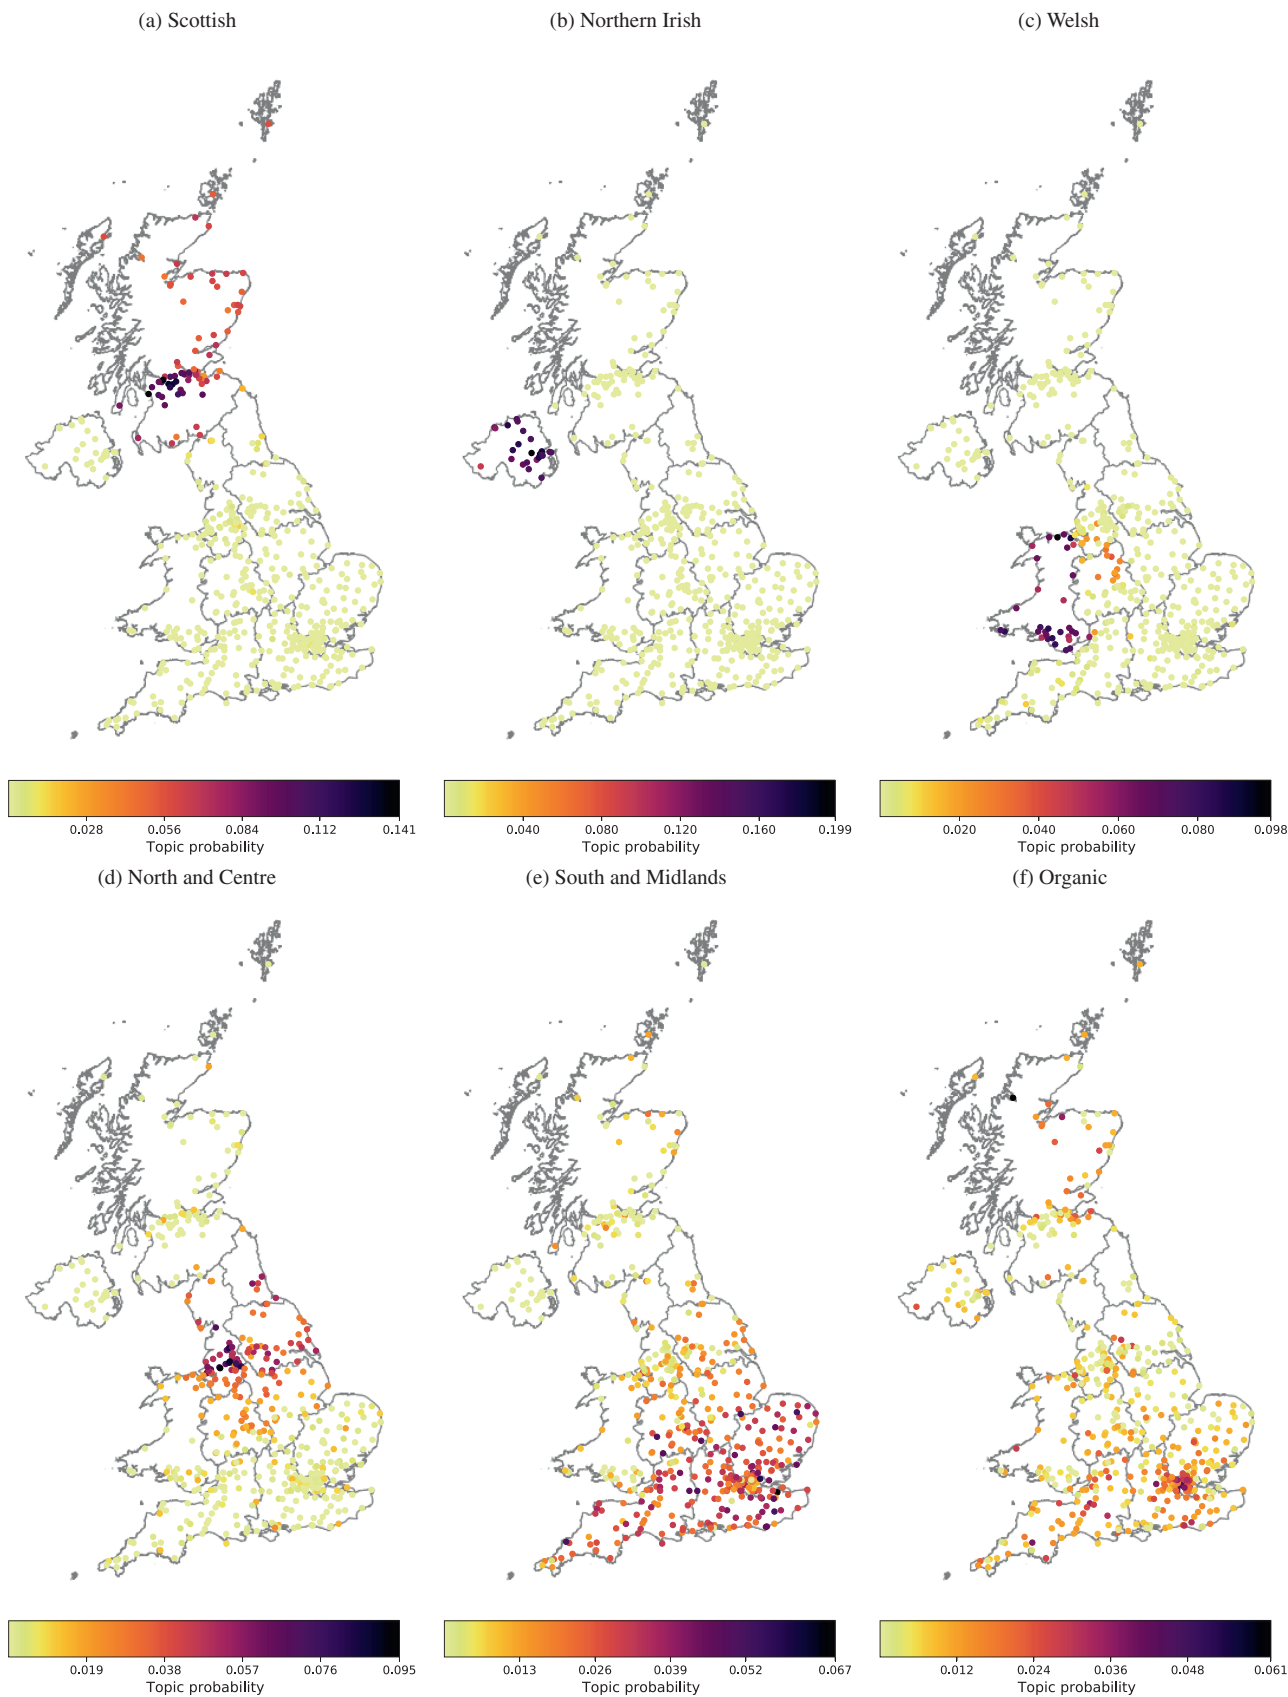 (a) Scottish
(b) Northern Irish
(c) Welsh
0.028 0.056 0.084 0.112 0.141
Topic probability
0.040 0.080 0.120 0.160 0.199
Topic probability
0.020 0.040 0.060 0.080 0.098
Topic probability
(d) North and Centre
(e) South and Midlands
(f) Organic
0.019 0.038 0.057 0.076 0.095
Topic probability
0.013 0.026 0.039 0.052 0.067
Topic probability
0.012 0.024 0.036 0.048 0.061
Topic probability